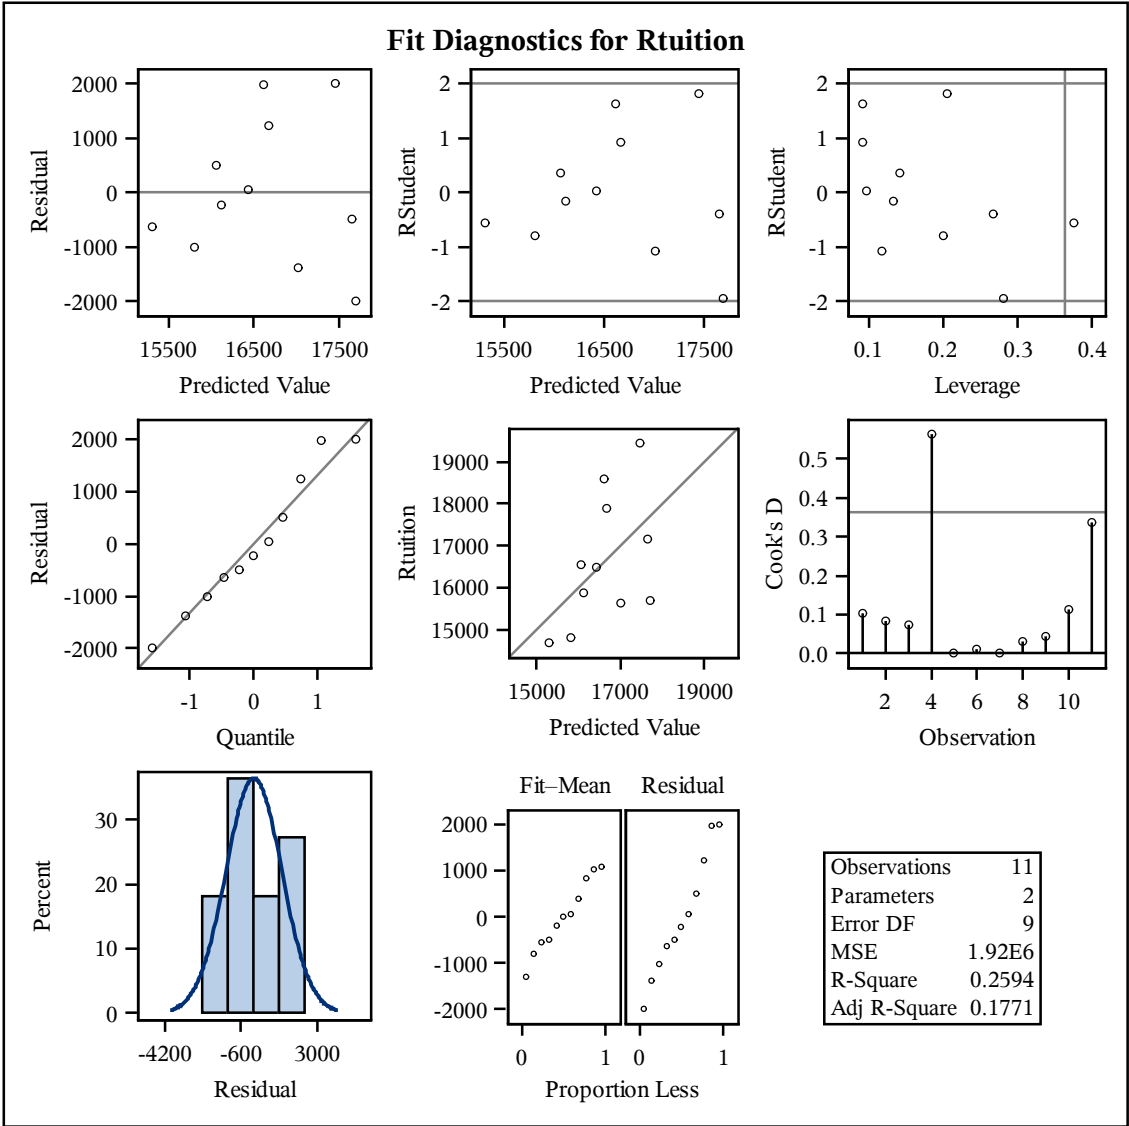 Fit Diagnostics for Rtuition
2000
1000
0
-1000
-2000
Residual
15500 16500 17500
Predicted Value
2
1
0
-1
-2
RStudent
15500 16500 17500
Predicted Value
2
1
0
-1
-2
RStudent
0.1 0.2 0.3 0.4
Leverage
2000
1000
0
-1000
-2000
Residual
-1 0 1
Quantile
19000
18000
17000
16000
15000
Rtuition
15000 17000 19000
Predicted Value
0.5
0.4
0.3
0.2
0.1
0.0
Cook's D
2 4 6 8 10
Observation
30
20
10
0
Percent
-4200 -600 3000
Residual
Fit–Mean Residual
2000
1000
0
-1000
-2000
0 1 0 1
Proportion Less
Observations 11
Parameters 2
Error DF 9
MSE 1.92E6
R-Square 0.2594
Adj R-Square 0.1771